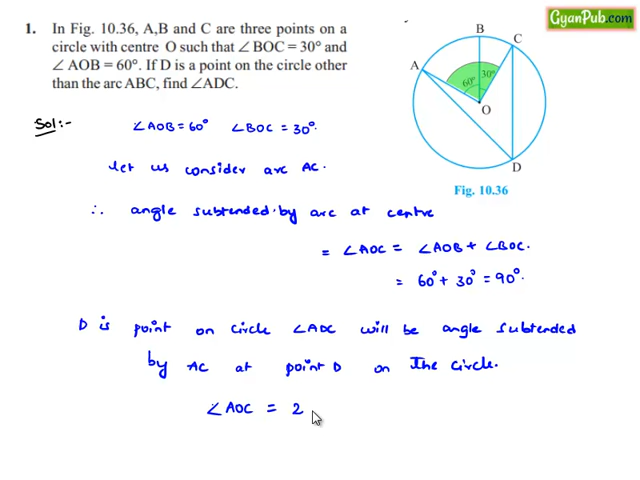 GyanPub.com
1. In Fig. 10.36, A,B and C are three points on a
circle with centre O such that ∠ BOC = 30° and
∠ AOB = 60°. If D is a point on the circle other
than the arc ABC, find ∠ADC.
B
C
A
60°
30°
O
D
Fig. 10.36
Sol:-
∠AOB = 60° ∠BOC = 30°.
Let us consider arc AC.
∴ angle subtended by arc at centre
= ∠AOC = ∠AOB + ∠BOC.
= 60° + 30° = 90°.
D is point on circle ∠ADC will be angle subtended
by AC at point D on The circle.
∠AOC = 2